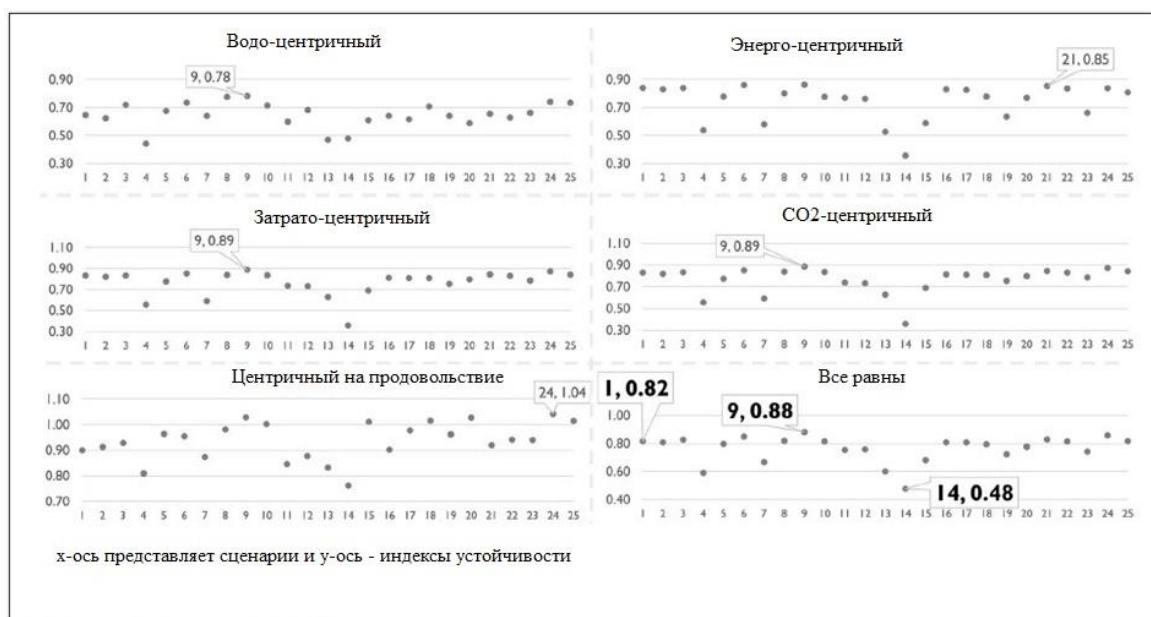 Водо-центричный
9, 0.78
0.90
0.70
0.50
0.30
1 2 3 4 5 6 7 8 9 10 11 12 13 14 15 16 17 18 19 20 21 22 23 24 25
Энерго-центричный
21, 0.85
0.90
0.70
0.50
0.30
1 2 3 4 5 6 7 8 9 10 11 12 13 14 15 16 17 18 19 20 21 22 23 24 25
Затрато-центричный
9, 0.89
1.10
0.90
0.70
0.50
0.30
1 2 3 4 5 6 7 8 9 10 11 12 13 14 15 16 17 18 19 20 21 22 23 24 25
CO2-центричный
9, 0.89
1.10
0.90
0.70
0.50
0.30
1 2 3 4 5 6 7 8 9 10 11 12 13 14 15 16 17 18 19 20 21 22 23 24 25
Центричный на продовольствие
24, 1.04
1.10
1.00
0.90
0.80
0.70
1 2 3 4 5 6 7 8 9 10 11 12 13 14 15 16 17 18 19 20 21 22 23 24 25
Все равны
1, 0.82
9, 0.88
14, 0.48
1.00
0.80
0.60
0.40
1 2 3 4 5 6 7 8 9 10 11 12 13 14 15 16 17 18 19 20 21 22 23 24 25
х-ось представляет сценарии и у-ось - индексы устойчивости